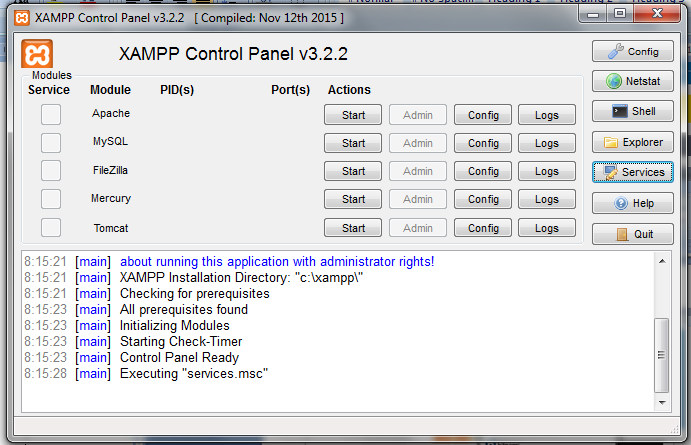 XAMPP Control Panel v3.2.2 [ Compiled: Nov 12th 2015 ]
XAMPP Control Panel v3.2.2
Modules
Service Module PID(s) Port(s) Actions
Apache Start Admin Config Logs
MySQL Start Admin Config Logs
FileZilla Start Admin Config Logs
Mercury Start Admin Config Logs
Tomcat Start Admin Config Logs
Config
Netstat
Shell
Explorer
Services
Help
Quit
8:15:21 [main] about running this application with administrator rights!
8:15:21 [main] XAMPP Installation Directory: "c:\xampp\"
8:15:21 [main] Checking for prerequisites
8:15:23 [main] All prerequisites found
8:15:23 [main] Initializing Modules
8:15:23 [main] Starting Check-Timer
8:15:23 [main] Control Panel Ready
8:15:28 [main] Executing "services.msc"